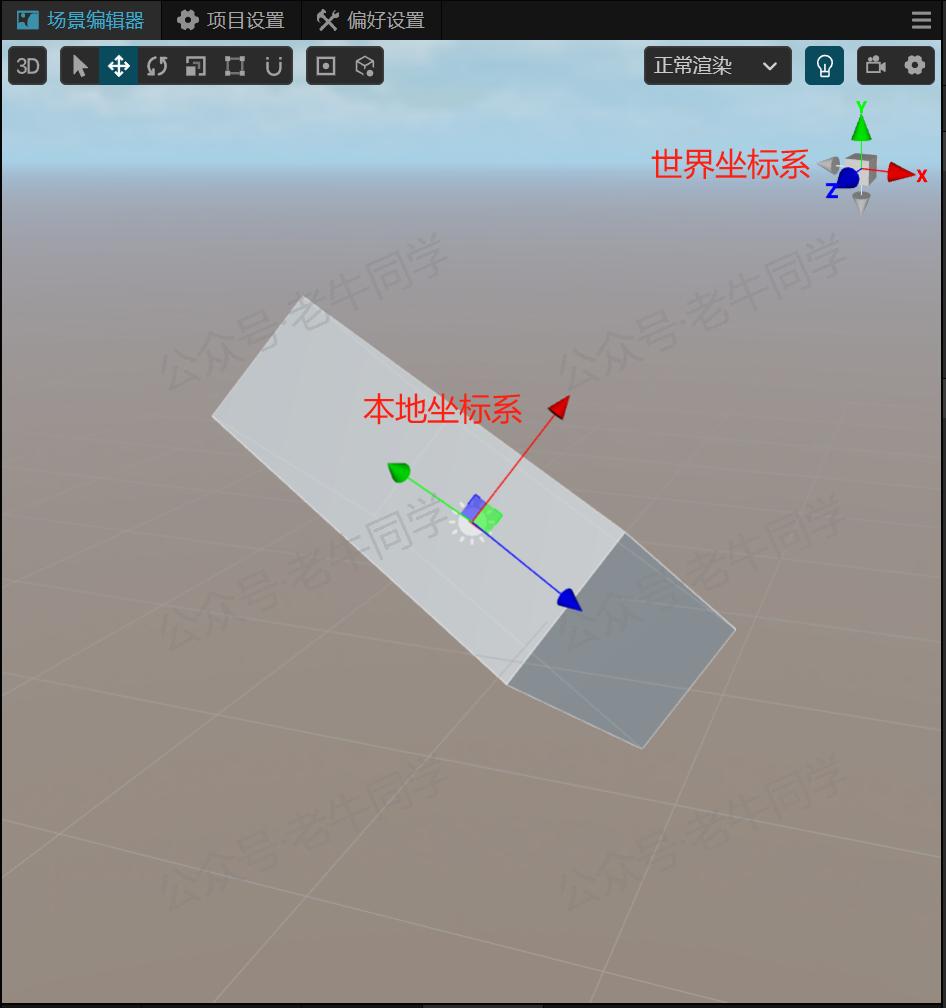 场景编辑器 项目设置 偏好设置
3D 正常渲染
Y
世界坐标系
X
Z
公众号·老牛同学 公众号·老牛同学
本地坐标系
公众号·老牛同学 公众号·老牛同学
公众号·老牛同学 公众号·老牛同学